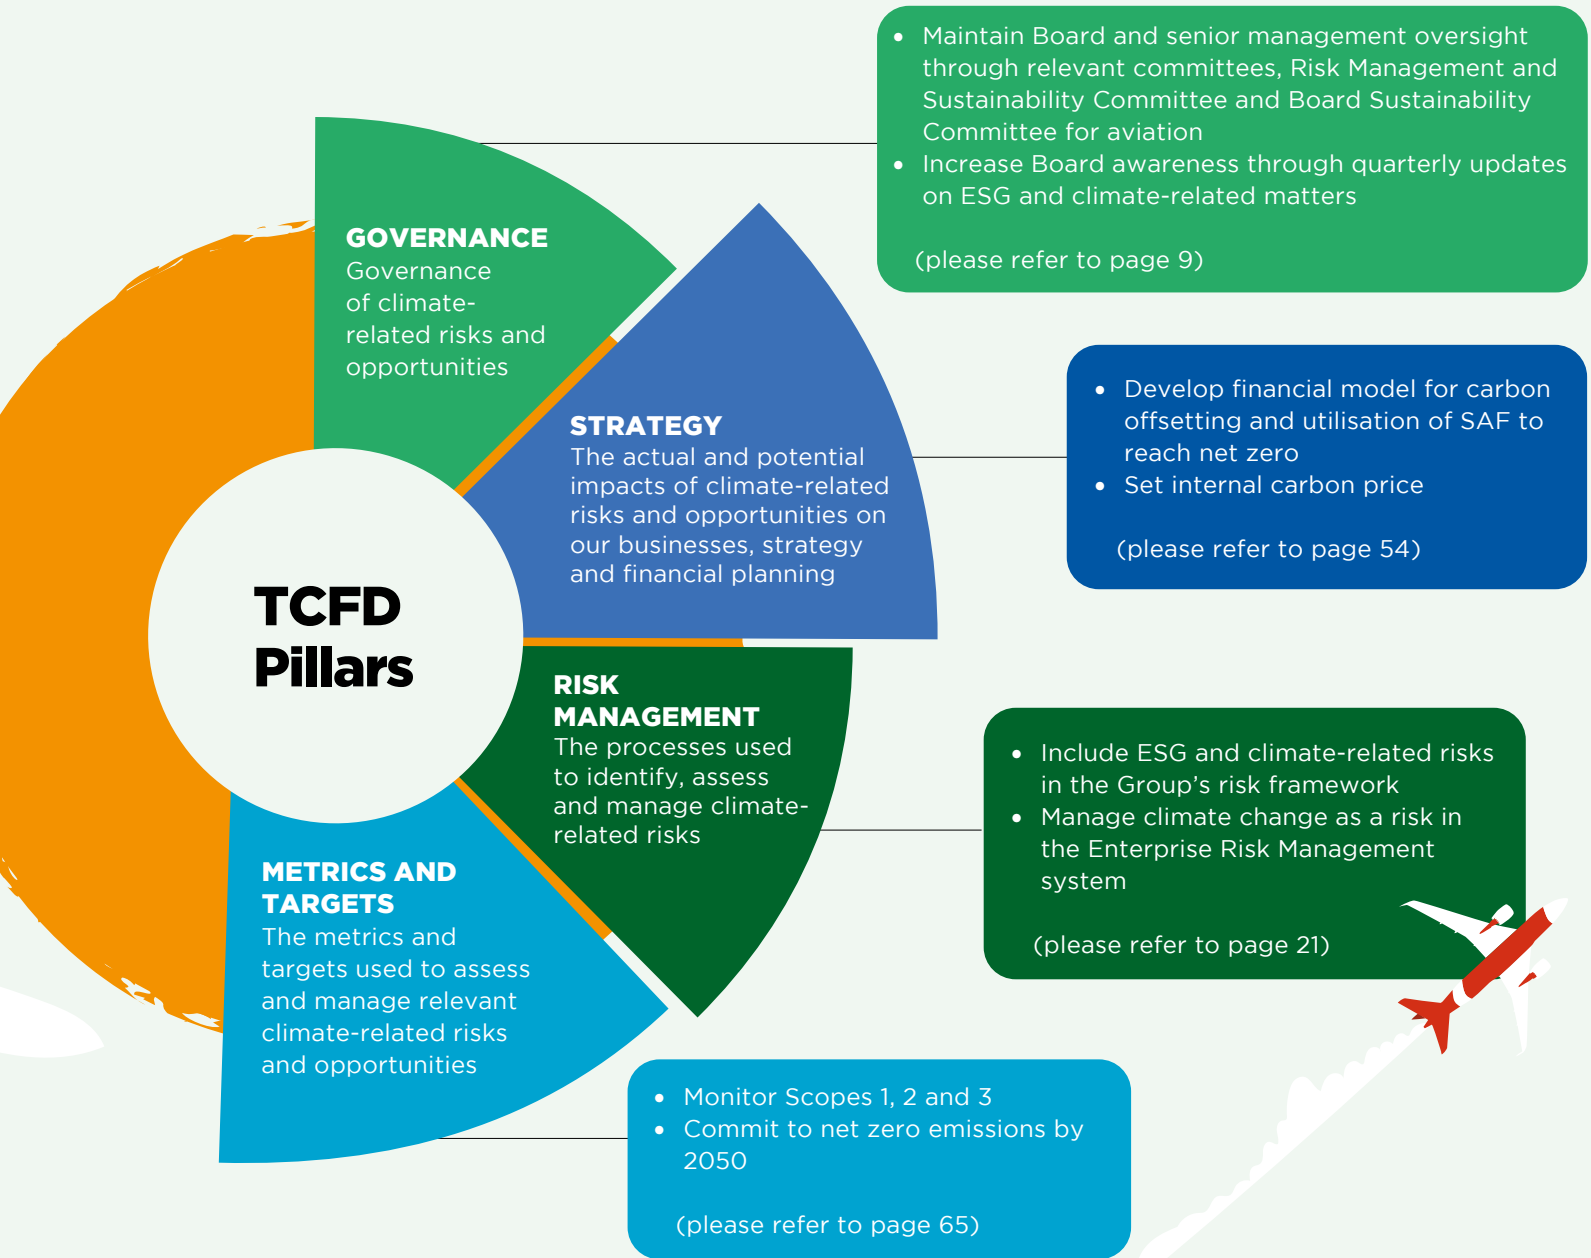 • Maintain Board and senior management oversight
through relevant committees, Risk Management and
Sustainability Committee and Board Sustainability
Committee for aviation
• Increase Board awareness through quarterly updates
on ESG and climate-related matters
(please refer to page 9)
GOVERNANCE
Governance
of climate-
related risks and
opportunities
STRATEGY
The actual and potential
impacts of climate-related
risks and opportunities on
our businesses, strategy
and financial planning
• Develop financial model for carbon
offsetting and utilisation of SAF to
reach net zero
• Set internal carbon price
(please refer to page 54)
TCFD
Pillars
RISK
MANAGEMENT
The processes used
to identify, assess
and manage climate-
related risks
• Include ESG and climate-related risks
in the Group’s risk framework
• Manage climate change as a risk in
the Enterprise Risk Management
system
(please refer to page 21)
METRICS AND
TARGETS
The metrics and
targets used to assess
and manage relevant
climate-related risks
and opportunities
• Monitor Scopes 1, 2 and 3
• Commit to net zero emissions by
2050
(please refer to page 65)